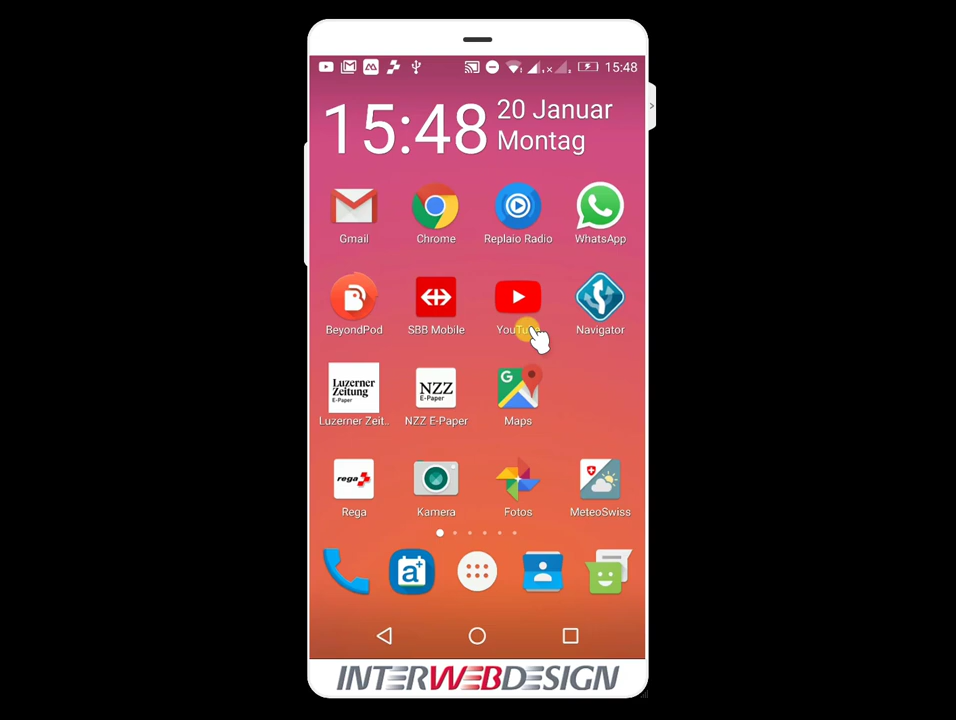 15:48
15:48
20 Januar
Montag
Gmail
Chrome
Replaio Radio
WhatsApp
BeyondPod
SBB Mobile
Navigator
Luzerner
Zeitung
E-Paper
NZZ
E-Paper
G
Luzerner Zeit..
NZZ E-Paper
Maps
rega
Rega
Kamera
Fotos
MeteoSwiss
a+
INTERWEBDESIGN